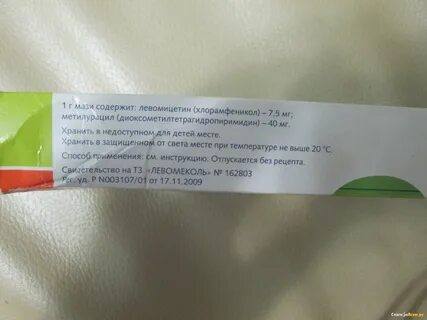 1 г мази содержит: левомицетин (хлорамфеникол) – 7,5 мг;
метилурацил (диоксометилтетрагидропиримидин) – 40 мг.
Хранить в недоступном для детей месте.
Хранить в защищенном от света месте при температуре не выше 20 °С.
Способ применения: см. инструкцию. Отпускается без рецепта.
Свидетельство на ТЗ «ЛЕВОМЕКОЛЬ» № 162803
Рег. уд. Р N003107/01 от 17.11.2009